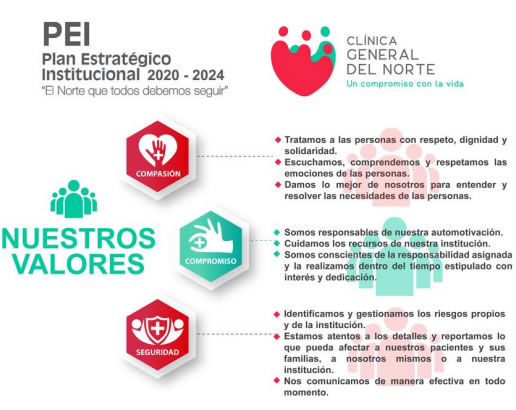 PEI
Plan Estratégico
Institucional 2020 - 2024
"El Norte que todos debemos seguir"
CLÍNICA
GENERAL
DEL NORTE
Un compromiso con la vida
NUESTROS
VALORES
COMPASIÓN
Tratamos a las personas con respeto, dignidad y
solidaridad.
Escuchamos, comprendemos y respetamos las
emociones de las personas.
Damos lo mejor de nosotros para entender y
resolver las necesidades de las personas.
COMPROMISO
Somos responsables de nuestra automotivación.
Cuidamos los recursos de nuestra institución.
Somos conscientes de la responsabilidad asignada
y la realizamos dentro del tiempo estipulado con
interés y dedicación.
SEGURIDAD
Identificamos y gestionamos los riesgos propios
y de la institución.
Estamos atentos a los detalles y reportamos lo
que pueda afectar a nuestros pacientes y sus
familias, a nosotros mismos o a nuestra
institución.
Nos comunicamos de manera efectiva en todo
momento.